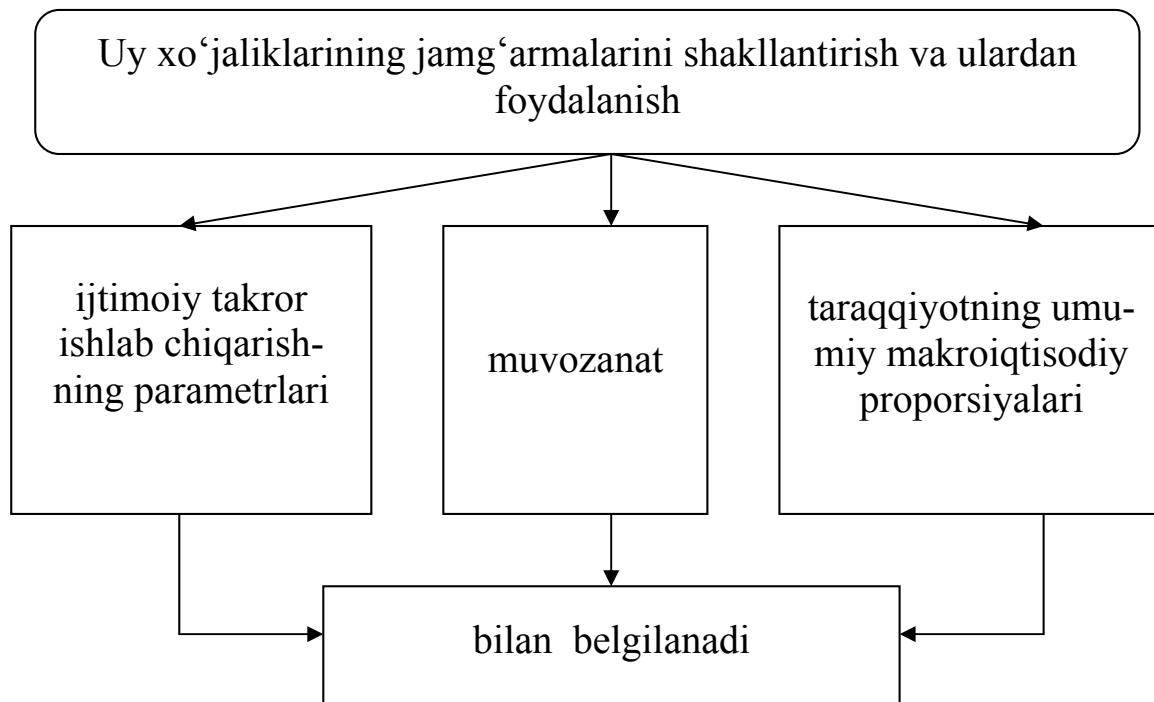 Uy xo‘jaliklarining jamg‘armalarini shakllantirish va ulardan
foydalanish
ijtimoiy takror
ishlab chiqarish-
ning parametrlari
muvozanat
taraqqiyotning umu-
miy makroiqtisodiy
proporsiyalari
bilan belgilanadi